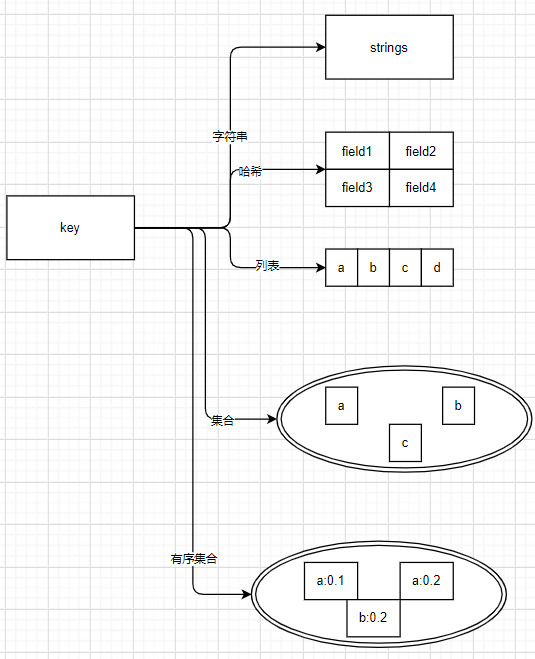 strings
字符串
field1 field2
哈希
field3 field4
key
列表
a b c d
a b
集合
c
有序集合
a:0.1 a:0.2
b:0.2